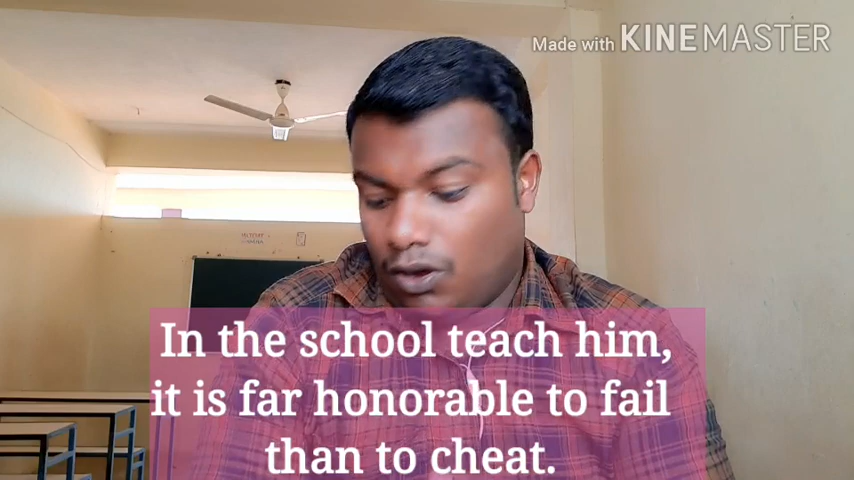 Made with KINEMASTER
In the school teach him,
it is far honorable to fail
than to cheat.